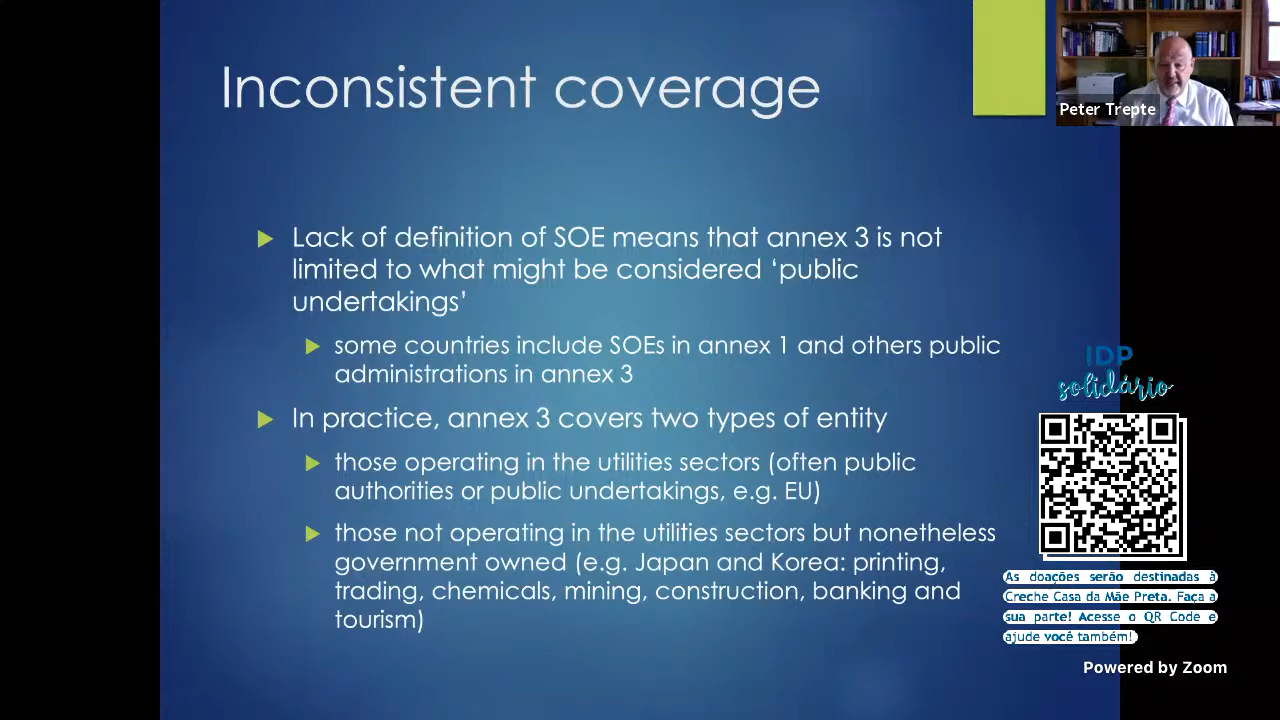 Inconsistent coverage
Peter Trepte
Lack of definition of SOE means that annex 3 is not
limited to what might be considered ‘public
undertakings’
some countries include SOEs in annex 1 and others public
administrations in annex 3
In practice, annex 3 covers two types of entity
those operating in the utilities sectors (often public
authorities or public undertakings, e.g. EU)
those not operating in the utilities sectors but nonetheless
government owned (e.g. Japan and Korea: printing,
trading, chemicals, mining, construction, banking and
tourism)
IDP
solidário
As doações serão destinadas à
Creche Casa da Mãe Preta. Faça a
sua parte! Acesse o QR Code e
ajude você também!
Powered by Zoom